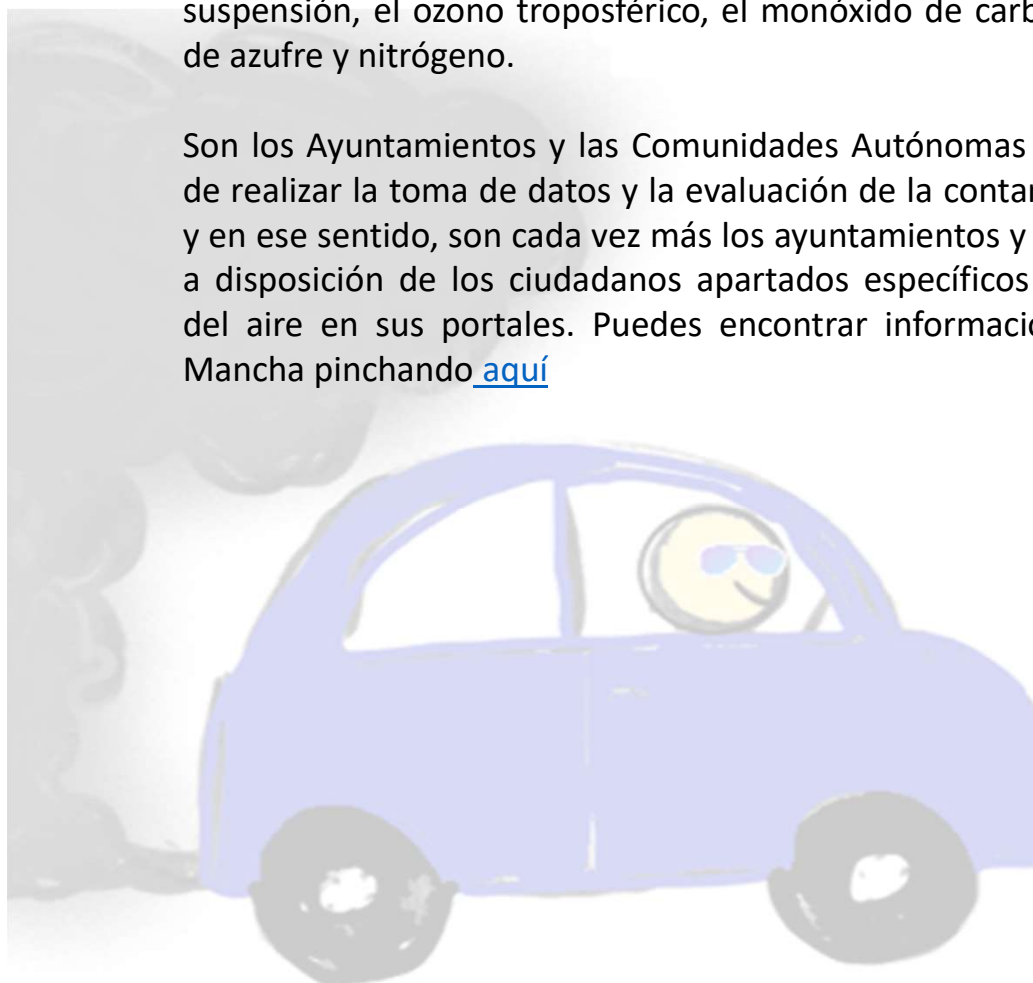 suspensión, el ozono troposférico, el monóxido de carb
de azufre y nitrógeno.
Son los Ayuntamientos y las Comunidades Autónomas
de realizar la toma de datos y la evaluación de la contar
y en ese sentido, son cada vez más los ayuntamientos y
a disposición de los ciudadanos apartados específicos
del aire en sus portales. Puedes encontrar informació
Mancha pinchando aquí